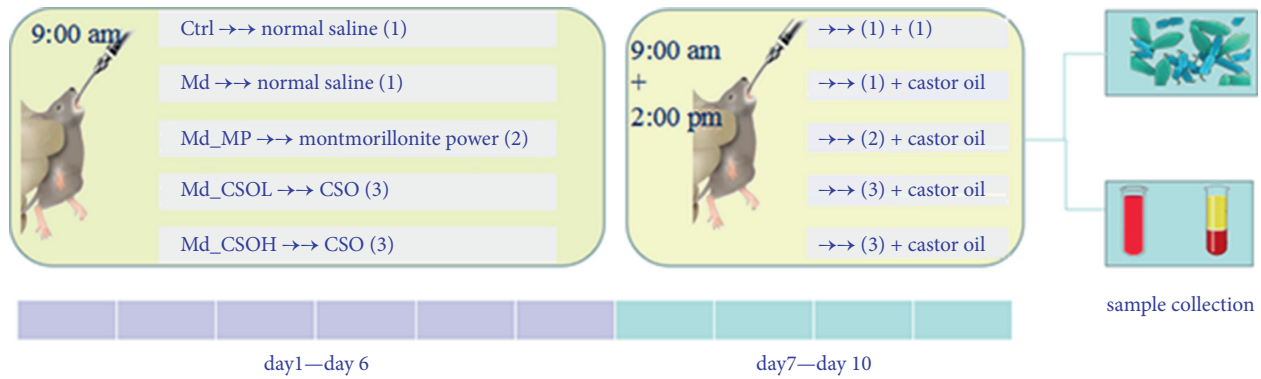 9:00 am
Ctrl →→ normal saline (1)
Md →→ normal saline (1)
Md_MP →→ montmorillonite power (2)
Md_CSOL →→ CSO (3)
Md_CSOH →→ CSO (3)
9:00 am
+
2:00 pm
→→ (1) + (1)
→→ (1) + castor oil
→→ (2) + castor oil
→→ (3) + castor oil
→→ (3) + castor oil
sample collection
day1—day 6
day7—day 10